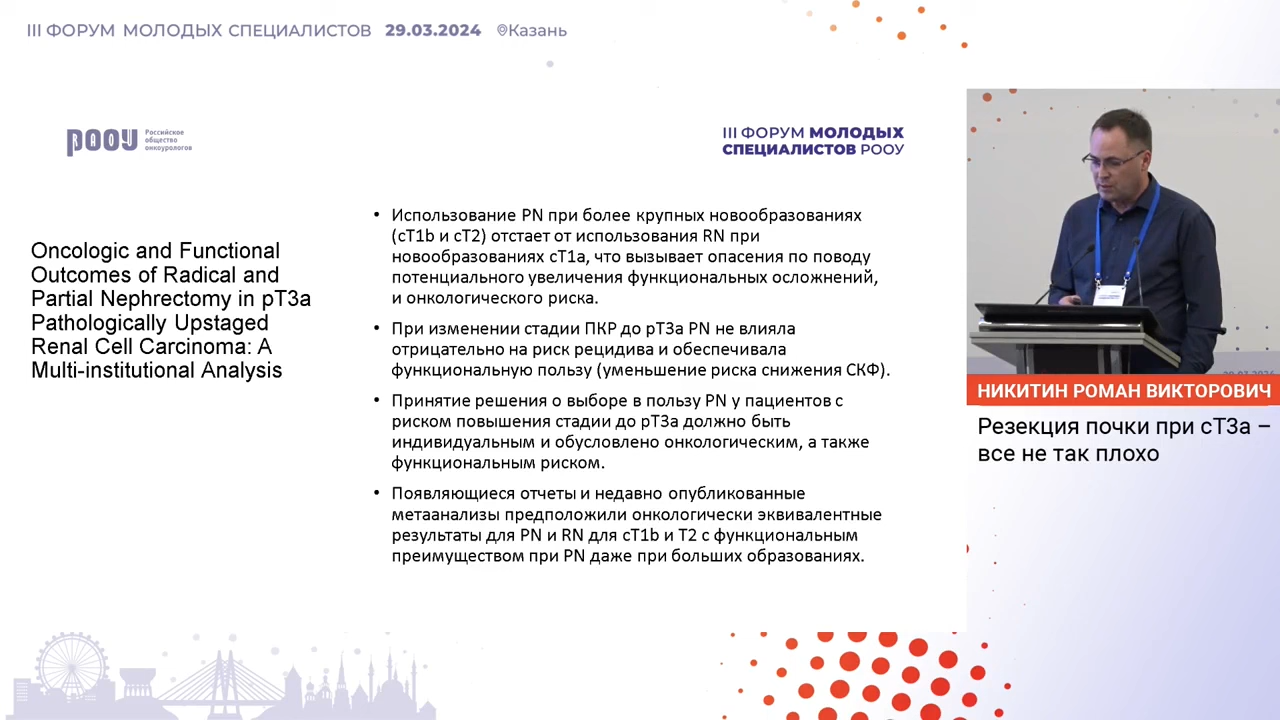 III ФОРУМ МОЛОДЫХ СПЕЦИАЛИСТОВ 29.03.2024 Казань
РООУ
Российское
общество
онкоурологов
III ФОРУМ МОЛОДЫХ
СПЕЦИАЛИСТОВ РООУ
Oncologic and Functional
Outcomes of Radical and
Partial Nephrectomy in pT3a
Pathologically Upstaged
Renal Cell Carcinoma: A
Multi-institutional Analysis
• Использование PN при более крупных новообразованиях
(cT1b и cT2) отстает от использования RN при
новообразованиях cT1a, что вызывает опасения по поводу
потенциального увеличения функциональных осложнений,
и онкологического риска.
• При изменении стадии ПКР до pT3a PN не влияла
отрицательно на риск рецидива и обеспечивала
функциональную пользу (уменьшение риска снижения СКФ).
• Принятие решения о выборе в пользу PN у пациентов с
риском повышения стадии до pT3a должно быть
индивидуальным и обусловлено онкологическим, а также
функциональным риском.
• Появляющиеся отчеты и недавно опубликованные
метаанализы предположили онкологически эквивалентные
результаты для PN и RN для cT1b и T2 с функциональным
преимуществом при PN даже при больших образованиях.
НИКИТИН РОМАН ВИКТОРОВИЧ
Резекция почки при cT3a –
все не так плохо